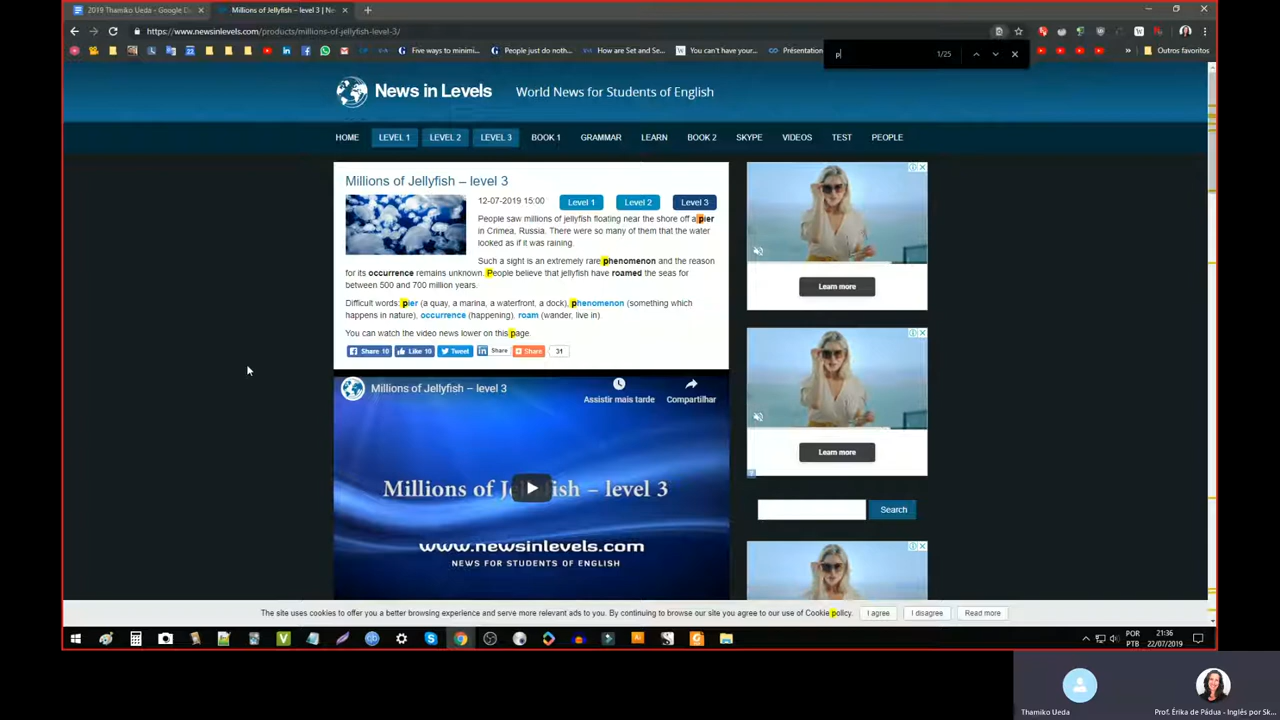 2019 Thamiko Ueda - Google D
Millions of Jellyfish – level 3 | Ne
https://www.newsinlevels.com/products/millions-of-jellyfish-level-3/
Five ways to minimi...
People just do noth...
How are Set and Se
You can't have your...
Présentation
Outros favoritos
p
1/25
News in Levels
World News for Students of English
HOME
LEVEL 1
LEVEL 2
LEVEL 3
BOOK 1
GRAMMAR
LEARN
BOOK 2
SKYPE
VIDEOS
TEST
PEOPLE
Millions of Jellyfish – level 3
12-07-2019 15:00
Level 1
Level 2
Level 3
People saw millions of jellyfish floating near the shore off a pier
in Crimea, Russia. There were so many of them that the water
looked as if it was raining.
Such a sight is an extremely rare phenomenon and the reason
for its occurrence remains unknown. People believe that jellyfish have roamed the seas for
between 500 and 700 million years.
Difficult words: pier (a quay, a marina, a waterfront, a dock), phenomenon (something which
happens in nature), occurrence (happening), roam (wander, live in).
You can watch the video news lower on this page.
Share 10
Like 10
Tweet
Share
Share
31
Millions of Jellyfish – level 3
Assistir mais tarde
Compartilhar
Millions of Jellyfish – level 3
www.newsinlevels.com
NEWS FOR STUDENTS OF ENGLISH
Learn more
Learn more
Search
The site uses cookies to offer you a better browsing experience and serve more relevant ads to you. By continuing to browse our site you agree to our use of Cookie policy.
I agree
I disagree
Read more
POR
PTB
21:36
22/07/2019
Thamiko Ueda
Prof. Érika de Pádua - Inglês por Sk...